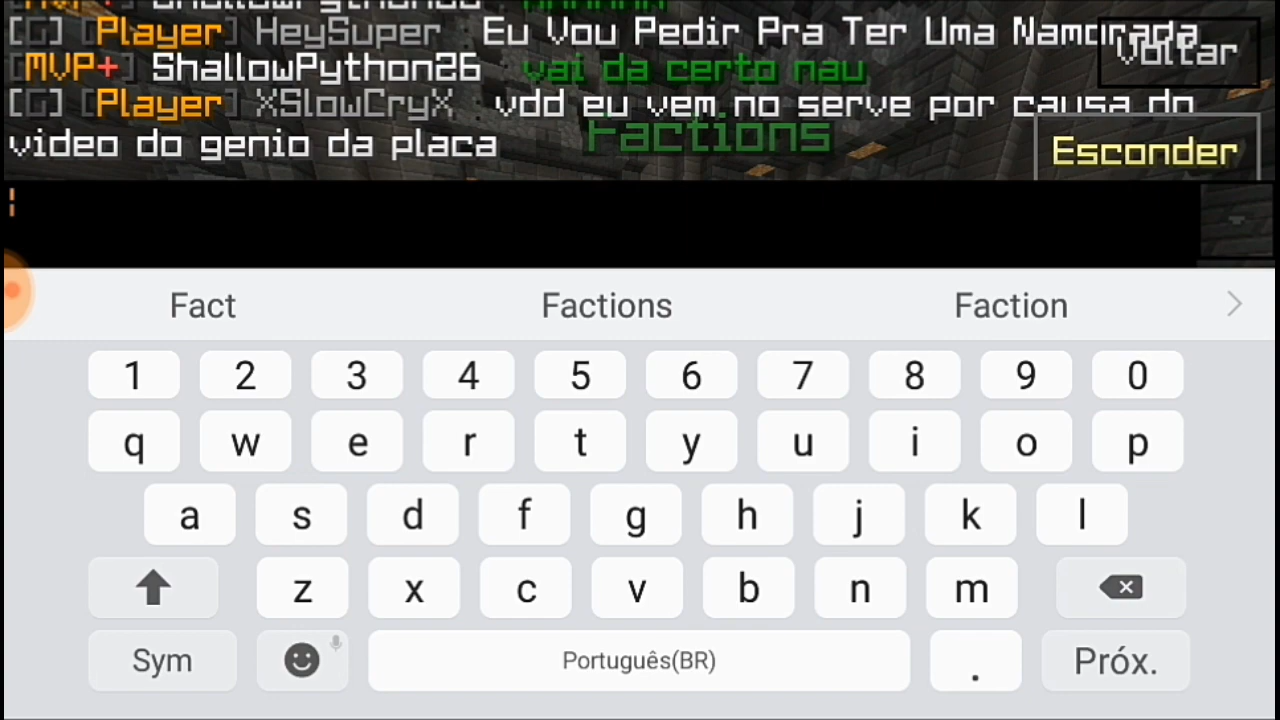 [MVP+] ShallowPython26
[G] [Player] HeySuper Eu Vou Pedir Pra Ter Uma Namorada
Voltar
[MVP+] ShallowPython26 vai da certo nau
[G] [Player] XSlowCryX vdd eu vem no serve por causa do
video do genio da placa
Factions
Esconder
Fact Factions Faction
1 2 3 4 5 6 7 8 9 0
q w e r t y u i o p
a s d f g h j k l
z x c v b n m
Sym Português(BR) . Próx.